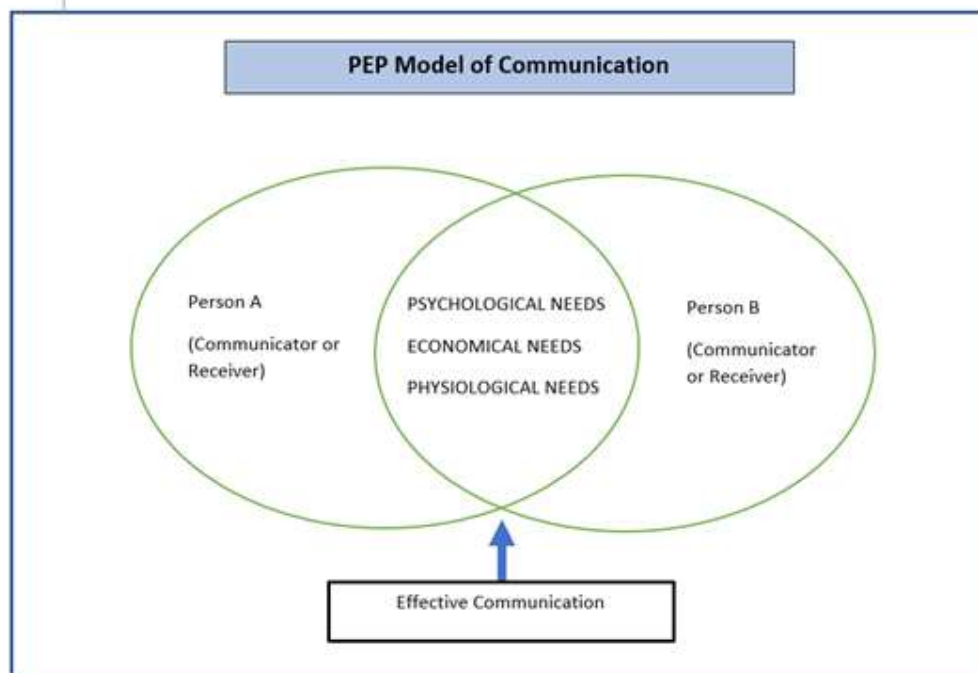 PEP Model of Communication
Person A
(Communicator or
Receiver)
PSYCHOLOGICAL NEEDS
ECONOMICAL NEEDS
PHYSIOLOGICAL NEEDS
Person B
(Communicator
or Receiver)
Effective Communication